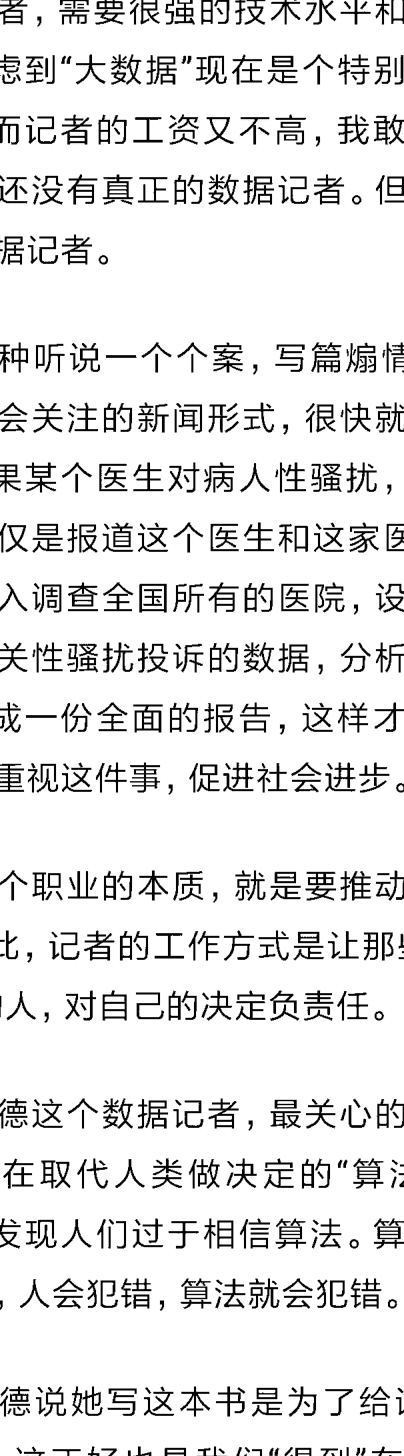 者，需要很强的技术水平和
虑到“大数据”现在是个特别
而记者的工资又不高，我敢
还没有真正的数据记者。但
据记者。
种听说一个个案，写篇煽情
会关注的新闻形式，很快就
果某个医生对病人性骚扰，
仅是报道这个医生和这家医
入调查全国所有的医院，设
关性骚扰投诉的数据，分析
成一份全面的报告，这样才
重视这件事，促进社会进步。
个职业的本质，就是要推动
比，记者的工作方式是让那些
人，对自己的决定负责任。
德这个数据记者，最关心的
在取代人类做决定的“算法
发现人们过于相信算法。算
，人会犯错，算法就会犯错。
德说她写这本书是为了给
这正好也是我们“得到”在